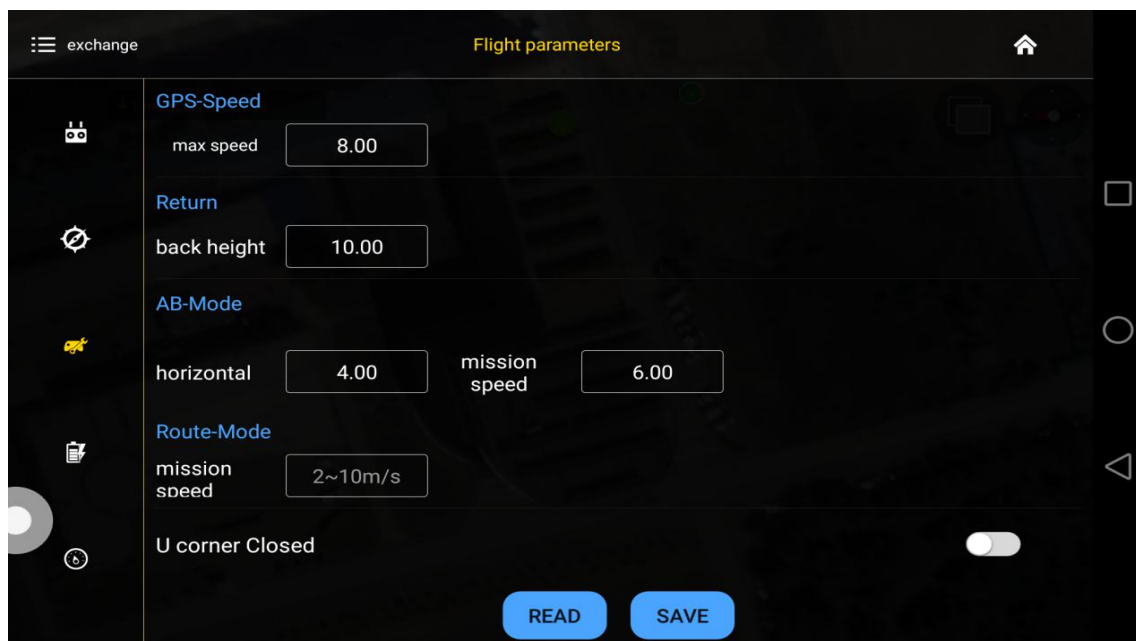 exchange
Flight parameters
GPS-Speed
max speed 8.00
Return
back height 10.00
AB-Mode
horizontal 4.00 mission speed 6.00
Route-Mode
mission speed 2~10m/s
U corner Closed
READ SAVE